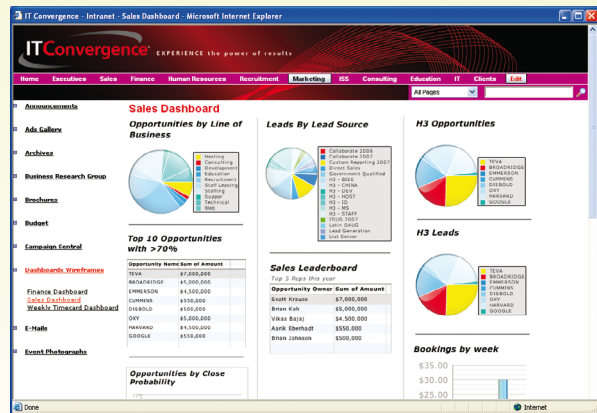 IT Convergence - Intranet - Sales Dashboard - Microsoft Internet Explorer
ITConvergence EXPERIENCE the power of results
Home Executives Sales Finance Human Resources Recruitment Marketing ISS Consulting Education IT Clients Edit
All Pages
Announcements
Ads Gallery
Archives
Business Research Group
Brochures
Budget
Campaign Central
Dashboards Wireframes
Finance Dashboard
Sales Dashboard
Weekly Timecard Dashboard
E-Mails
Event Photographs
Sales Dashboard
Opportunities by Line of
Business
Hosting
Consulting
Development
Education
Recruitment
Staff Leasing
Staffing
Support
Technical
Web
Leads By Lead Source
Collaborate 2006
Collaborate 2007
Custom Reporting 2007
Direct Sales
Government Qualified
H3 - BIEE
H3 - CHINA
H3 - DEV
H3 - HOST
H3 - ID
H3 - MS
H3 - STAFF
Latin OAUG
Lead Generation
List Server
H3 Opportunities
TEVA
BROADRIDGE
EMMERSON
CUMMINS
DIEBOLD
OXY
HARVARD
GOOGLE
Top 10 Opportunities
with >70%
Opportunity Name Sum of Amount
TEVA $7,000,000
BROADRIDGE $5,000,000
EMMERSON $4,500,000
CUMMINS $550,000
DIEBOLD $500,000
OXY $5,000,000
HARVARD $4,500,000
GOOGLE $550,000
Sales Leaderboard
Top 5 Reps this year
Opportunity Owner Sum of Amount
Scott Krause $7,000,000
Brian Koh $5,000,000
Vikas Bajaj $4,500,000
Aarik Eberhadt $550,000
Brian Johnson $500,000
H3 Leads
TEVA
BROADRIDGE
EMMERSON
CUMMINS
DIEBOLD
OXY
HARVARD
GOOGLE
Opportunities by Close
Probability
Bookings by week
$35.00
$30.00
$25.00
Done Internet